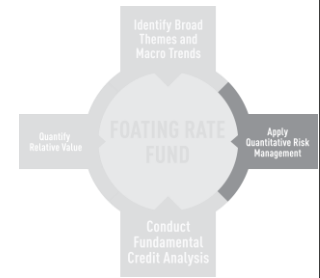 Identify Broad
Themes and
Macro Trends
Quantify
Relative Value
FOATING RATE
FUND
Apply
Quantitative Risk
Management
Conduct
Fundamental
Credit Analysis